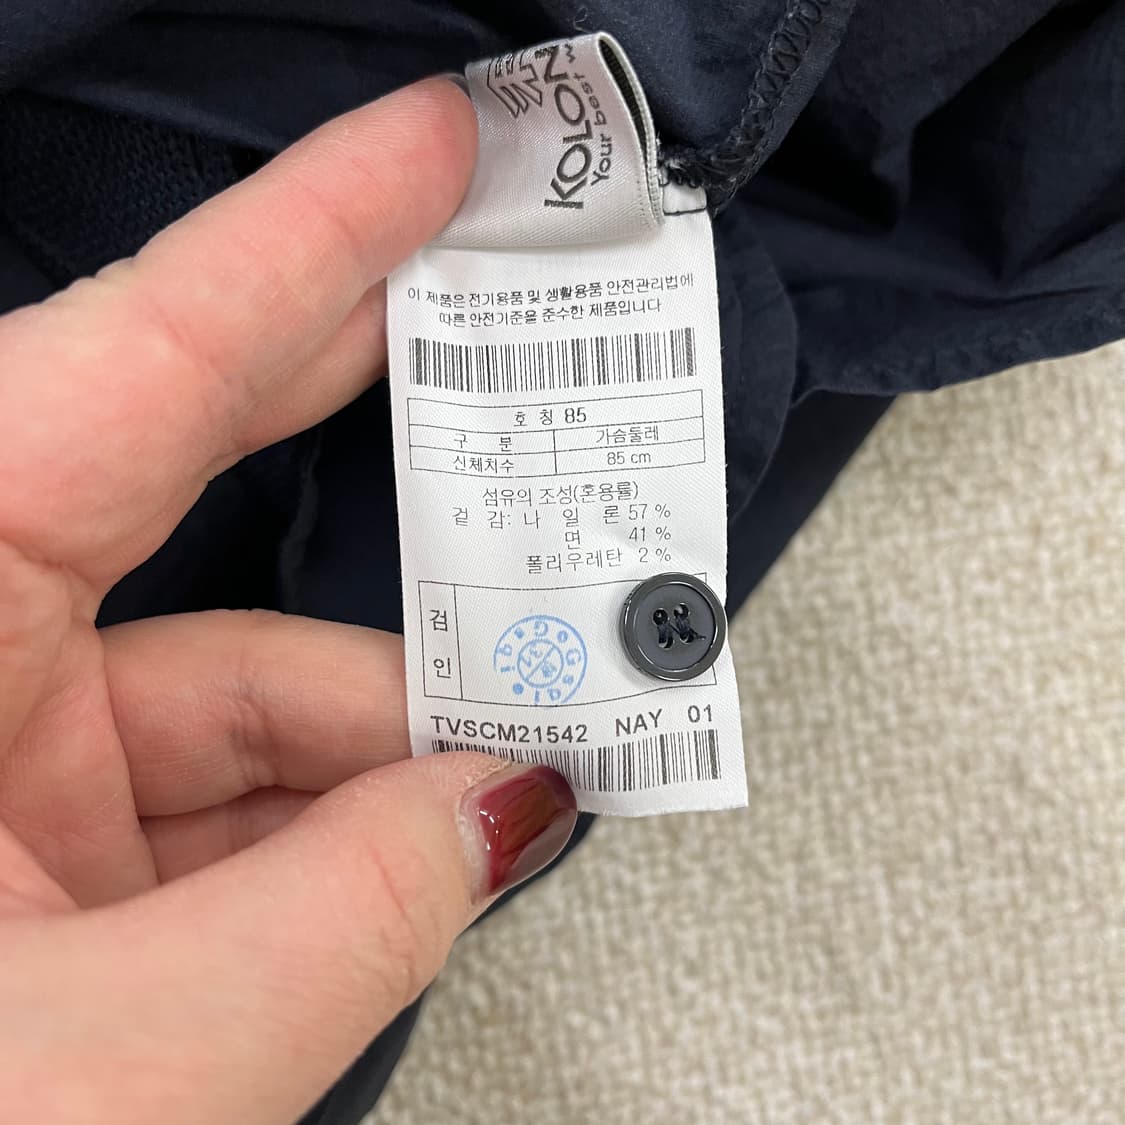 KOLON
Your best
이 제품은 전기용품 및 생활용품 안전관리법에
따른 안전기준을 준수한 제품입니다
호 칭 85
구 분 가슴둘레
신체치수 85 cm
섬유의 조성(혼용률)
겉 감: 나 일 론 57 %
면 41 %
폴리우레탄 2 %
검
인
TVSCM21542 NAY 01